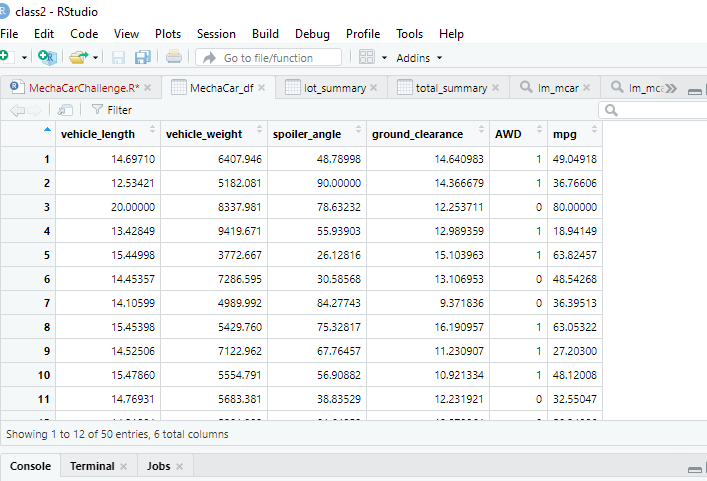 class2 - RStudio
File Edit Code View Plots Session Build Debug Profile Tools Help
Go to file/function Addins
MechaCarChallenge.R* MechaCar_df lot_summary total_summary lm_mcar lm_mc
Filter
vehicle_length vehicle_weight spoiler_angle ground_clearance AWD mpg
1 14.69710 6407.946 48.78998 14.640983 1 49.04918
2 12.53421 5182.081 90.00000 14.366679 1 36.76606
3 20.00000 8337.981 78.63232 12.253711 0 80.00000
4 13.42849 9419.671 55.93903 12.989359 1 18.94149
5 15.44998 3772.667 26.12816 15.103963 1 63.82457
6 14.45357 7286.595 30.58568 13.106953 0 48.54268
7 14.10599 4989.992 84.27743 9.371836 0 36.39513
8 15.45398 5429.760 75.32817 16.190957 1 63.05322
9 14.52506 7122.962 67.76457 11.230907 1 27.20300
10 15.47860 5554.791 56.90882 10.921334 1 48.12008
11 14.76931 5683.381 38.83529 12.231921 0 32.55047
Showing 1 to 12 of 50 entries, 6 total columns
Console Terminal Jobs